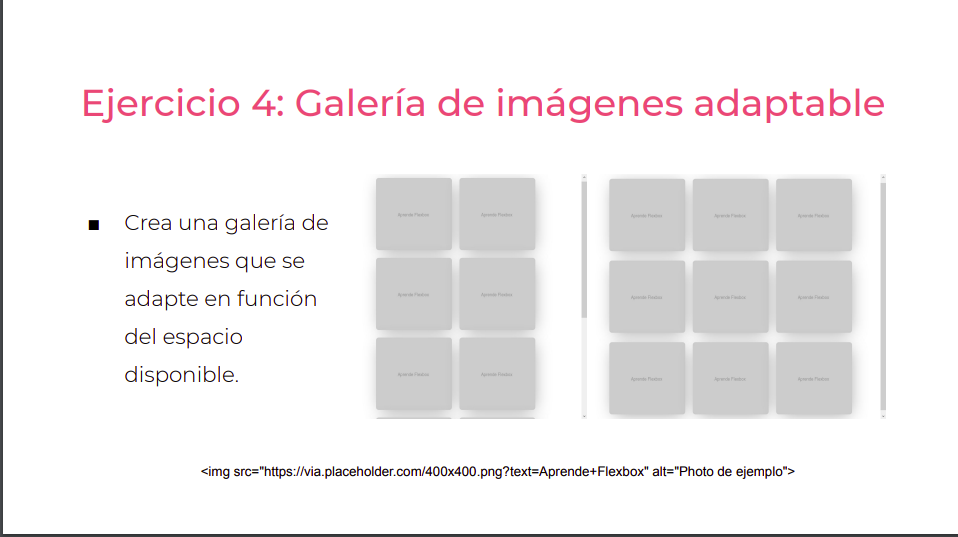 Ejercicio 4: Galería de imágenes adaptable
■ Crea una galería de
imágenes que se
adapte en función
del espacio
disponible.
Aprende Flexbox Aprende Flexbox
Aprende Flexbox Aprende Flexbox
Aprende Flexbox Aprende Flexbox
Aprende Flexbox Aprende Flexbox Aprende Flexbox
Aprende Flexbox Aprende Flexbox Aprende Flexbox
Aprende Flexbox Aprende Flexbox Aprende Flexbox
<img src="https://via.placeholder.com/400x400.png?text=Aprende+Flexbox" alt="Photo de ejemplo">